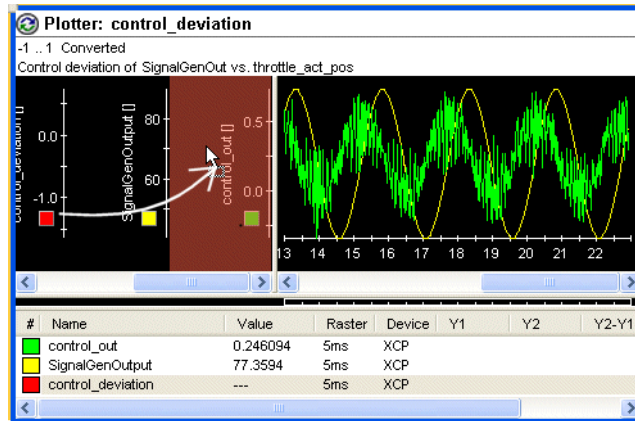 Plotter: control_deviation
-1 .. 1 Converted
Control deviation of SignalGenOut vs. throttle_act_pos
control_deviation []
0.0
-1.0
SignalGenOutput []
80
60
control_out []
0.5
0.0
13 14 15 16 17 18 19 20 21 22
# Name Value Raster Device Y1 Y2 Y2-Y1
control_out 0.246094 5ms XCP
SignalGenOutput 77.3594 5ms XCP
control_deviation --- 5ms XCP